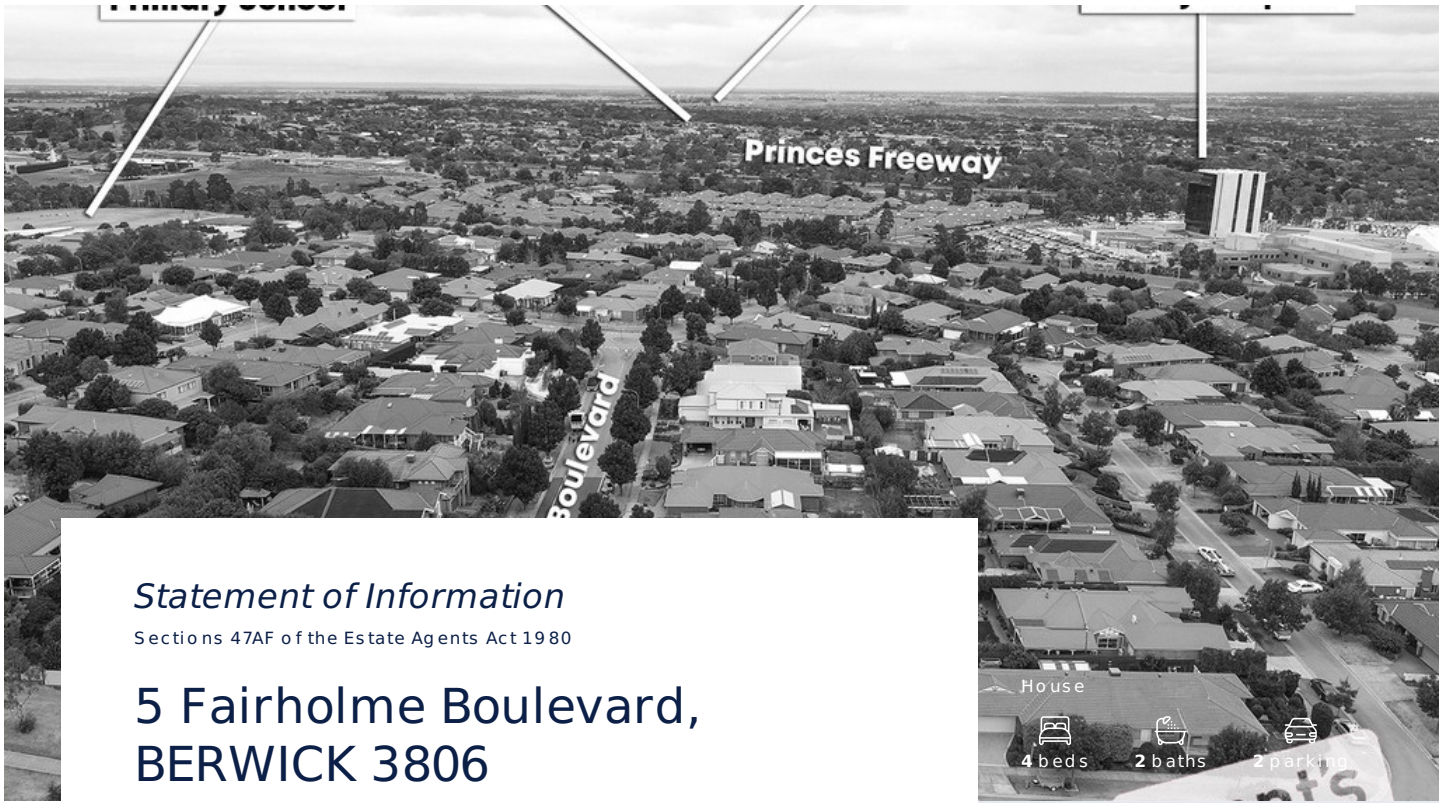 Primary School
Princes Freeway
Boulevard
Statement of Information
Sections 47AF of the Estate Agents Act 1980
5 Fairholme Boulevard,
BERWICK 3806
House
4 beds
2 baths
2 parking
nt's